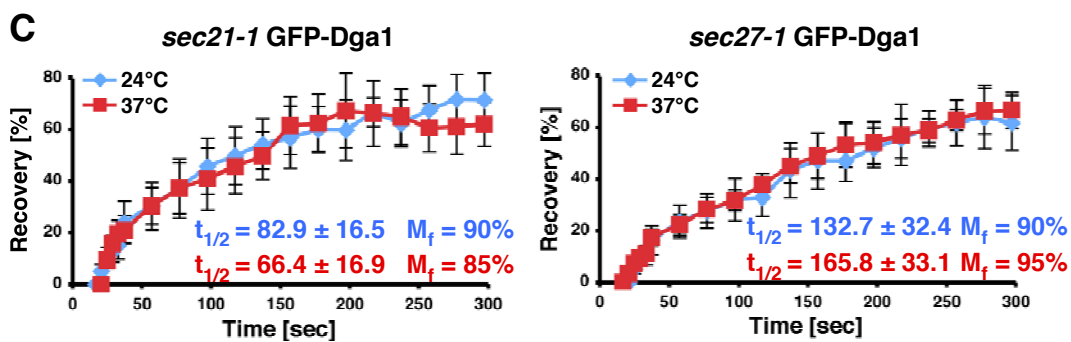 C
sec21-1 GFP-Dga1
80
60
40
20
0
Recovery [%]
24°C
37°C
t1/2 = 82.9 ± 16.5 Mf = 90%
t1/2 = 66.4 ± 16.9 Mf = 85%
0 50 100 150 200 250 300
Time [sec]
sec27-1 GFP-Dga1
80
60
40
20
0
Recovery [%]
24°C
37°C
t1/2 = 132.7 ± 32.4 Mf = 90%
t1/2 = 165.8 ± 33.1 Mf = 95%
0 50 100 150 200 250 300
Time [sec]